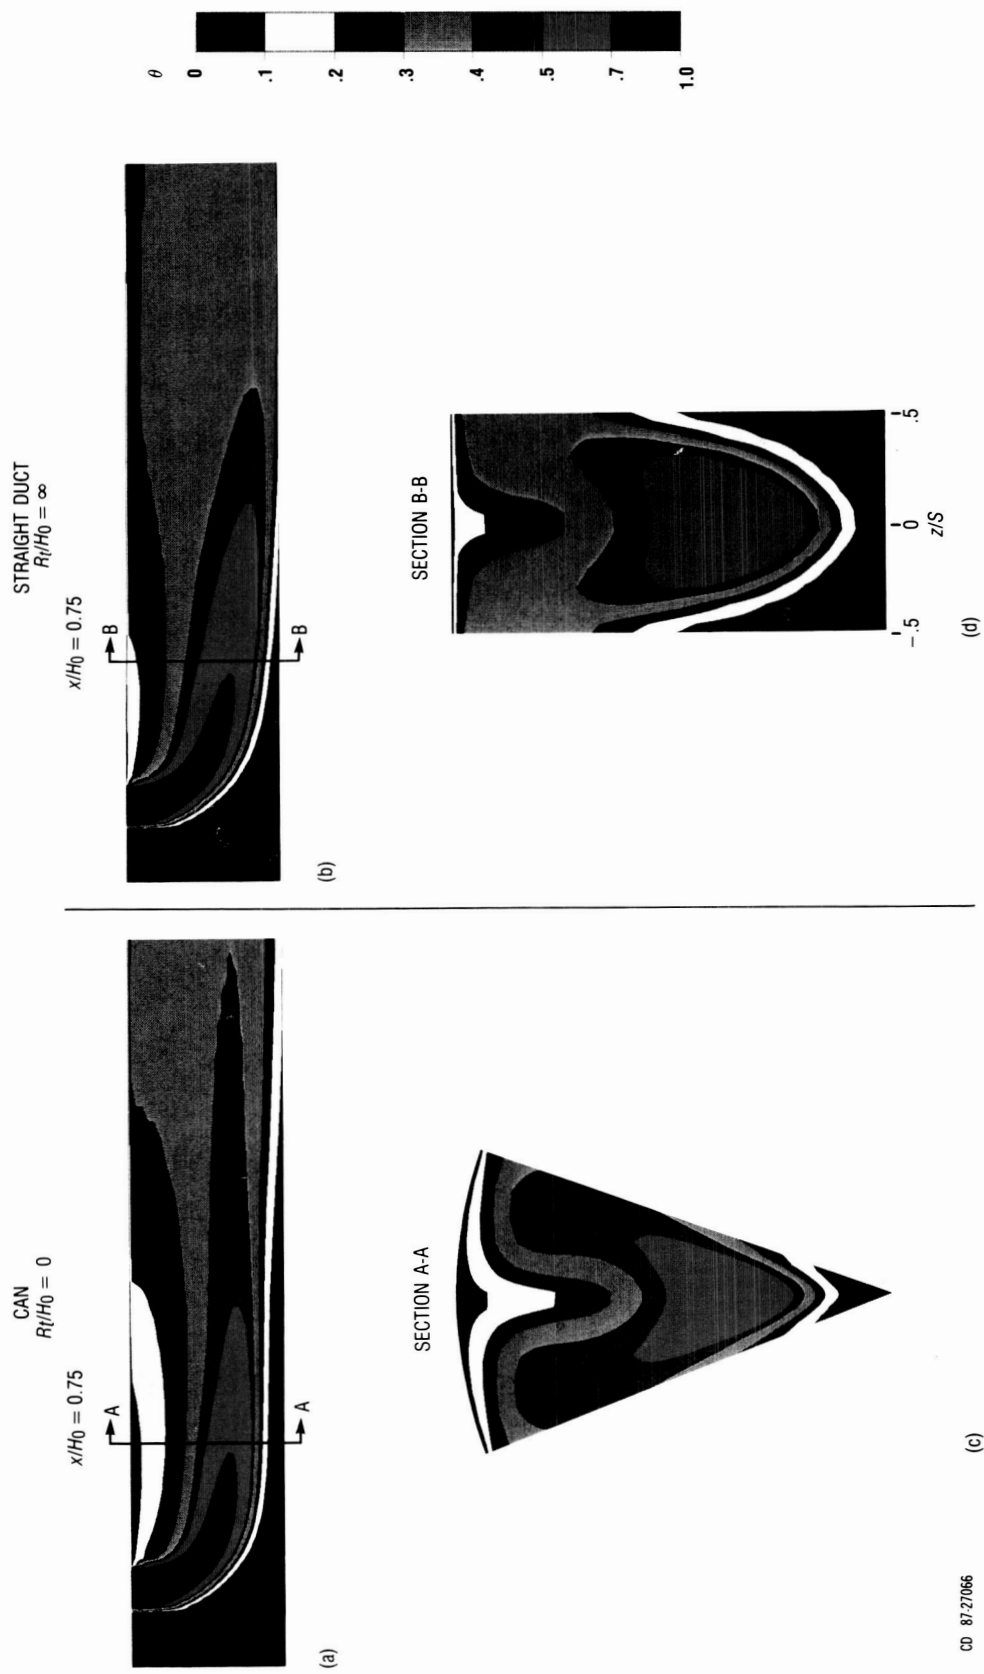 CAN
Rt/H0 = 0
x/H0 = 0.75
A
A
(a)
STRAIGHT DUCT
Rt/H0 = ∞
x/H0 = 0.75
B
B
(b)
θ
0
.1
.2
.3
.4
.5
.7
1.0
SECTION A-A
(c)
SECTION B-B
–.5
0
.5
z/S
(d)
CD 87-27066